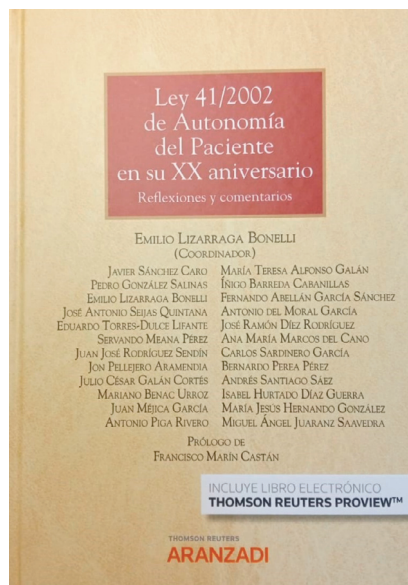 Ley 41/2002
de Autonomía
del Paciente
en su XX aniversario
Reflexiones y comentarios
Emilio Lizarraga Bonelli
(Coordinador)
Javier Sánchez Caro
Pedro González Salinas
Emilio Lizarraga Bonelli
José Antonio Seijas Quintana
Eduardo Torres-Dulce Lifante
Servando Meana Pérez
Juan José Rodríguez Sendín
Jon Pellejero Aramendia
Julio César Galán Cortés
Mariano Benac Urroz
Juan Méjica García
Antonio Piga Rivero
María Teresa Alfonso Galán
Íñigo Barreda Cabanillas
Fernando Abellán García Sánchez
Antonio del Moral García
José Ramón Díez Rodríguez
Ana María Marcos del Cano
Carlos Sardinero García
Bernardo Perea Pérez
Andrés Santiago Sáez
Isabel Hurtado Díaz Guerra
María Jesús Hernando González
Miguel Ángel Juaranz Saavedra
Prólogo de
Francisco Marín Castán
INCLUYE LIBRO ELECTRÓNICO
THOMSON REUTERS PROVIEW™
THOMSON REUTERS
ARANZADI